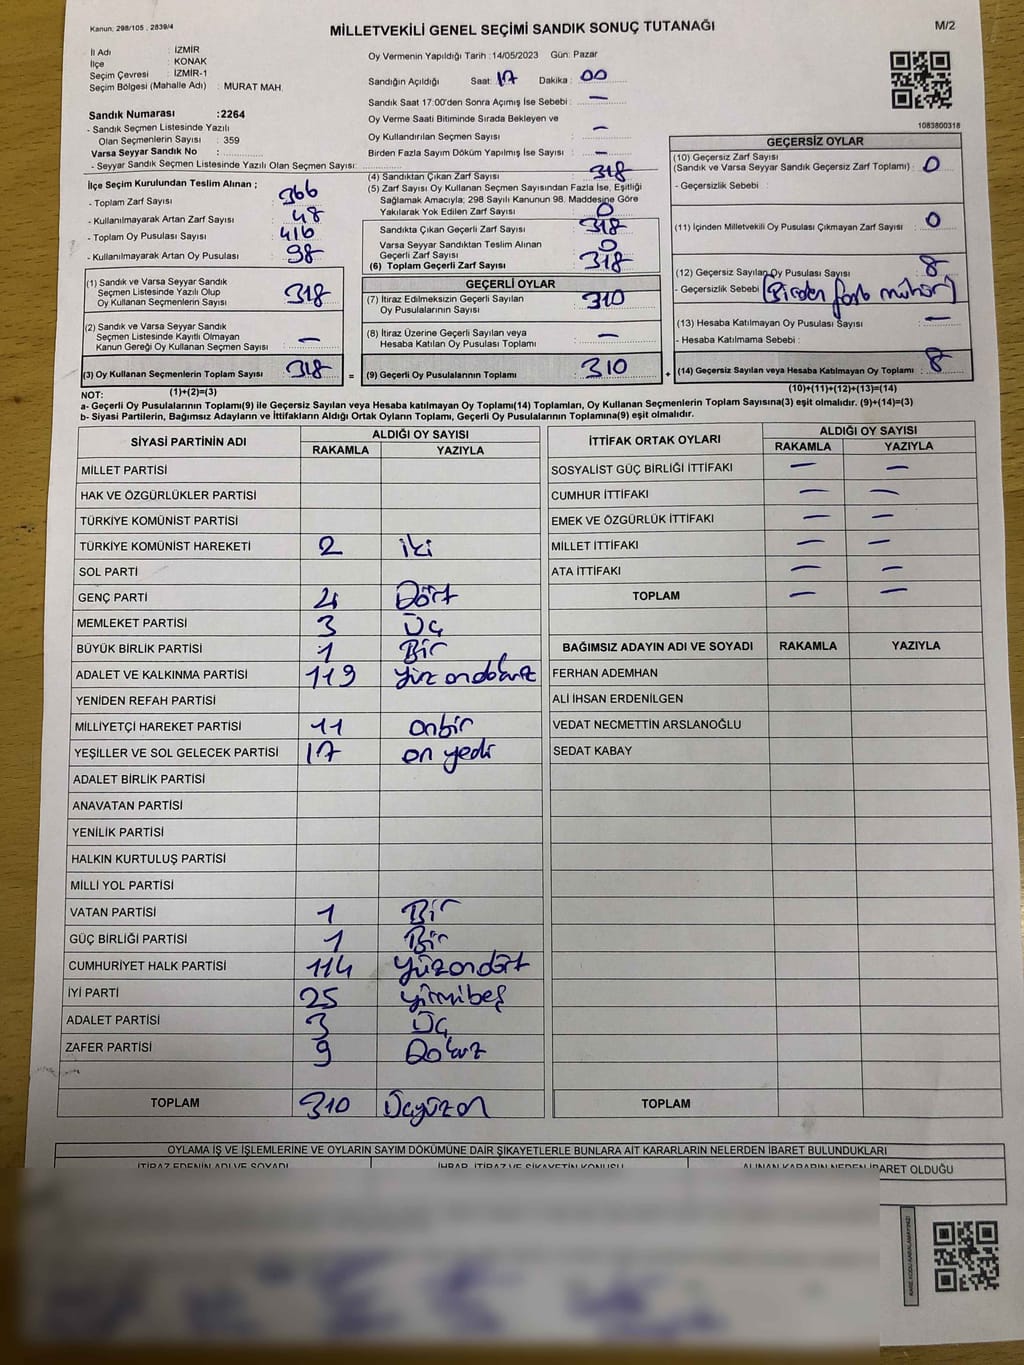 Kanun: 298/105 , 2839/4
MİLLETVEKİLİ GENEL SEÇİMİ SANDIK SONUÇ TUTANAĞI
M/2
İl Adı : İZMİR
İlçe : KONAK
Seçim Çevresi : İZMİR-1
Seçim Bölgesi (Mahalle Adı) : MURAT MAH.
Oy Vermenin Yapıldığı Tarih : 14/05/2023 Gün: Pazar
Sandığın Açıldığı Saat: 17 Dakika : 00
Sandık Saat 17:00'den Sonra Açımış İse Sebebi : —
Oy Verme Saati Bitiminde Sırada Bekleyen ve
Oy Kullandırılan Seçmen Sayısı : —
Birden Fazla Sayım Döküm Yapılmış İse Sayısı : —
1083800318
Sandık Numarası :2264
- Sandık Seçmen Listesinde Yazılı
Olan Seçmenlerin Sayısı : 359
Varsa Seyyar Sandık No :
- Seyyar Sandık Seçmen Listesinde Yazılı Olan Seçmen Sayısı:
İlçe Seçim Kurulundan Teslim Alınan ;
- Toplam Zarf Sayısı : 366
- Kullanılmayarak Artan Zarf Sayısı : 48
- Toplam Oy Pusulası Sayısı : 416
- Kullanılmayarak Artan Oy Pusulası : 98
(4) Sandıktan Çıkan Zarf Sayısı : 318
(5) Zarf Sayısı Oy Kullanan Seçmen Sayısından Fazla İse, Eşitliği
Sağlamak Amacıyla; 298 Sayılı Kanunun 98. Maddesine Göre
Yakılarak Yok Edilen Zarf Sayısı : 0
Sandıkta Çıkan Geçerli Zarf Sayısı : 318
Varsa Seyyar Sandıktan Teslim Alınan
Geçerli Zarf Sayısı : 0
(6) Toplam Geçerli Zarf Sayısı : 318
GEÇERSİZ OYLAR
(10) Geçersiz Zarf Sayısı
(Sandık ve Varsa Seyyar Sandık Geçersiz Zarf Toplamı) : 0
- Geçersizlik Sebebi :
(11) İçinden Milletvekili Oy Pusulası Çıkmayan Zarf Sayısı : 0
(12) Geçersiz Sayılan Oy Pusulası Sayısı : 8
- Geçersizlik Sebebi : (Birden fazla mühür)
(13) Hesaba Katılmayan Oy Pusulası Sayısı : —
- Hesaba Katılmama Sebebi :
(14) Geçersiz Sayılan veya Hesaba Katılmayan Oy Toplamı : 8
(10)+(11)+(12)+(13)=(14)
(1) Sandık ve Varsa Seyyar Sandık
Seçmen Listesinde Yazılı Olup
Oy Kullanan Seçmenlerin Sayısı : 318
(2) Sandık ve Varsa Seyyar Sandık
Seçmen Listesinde Kayıtlı Olmayan
Kanun Gereği Oy Kullanan Seçmen Sayısı : —
(3) Oy Kullanan Seçmenlerin Toplam Sayısı : 318 =
(1)+(2)=(3)
GEÇERLİ OYLAR
(7) İtiraz Edilmeksizin Geçerli Sayılan
Oy Pusulalarının Sayısı : 310
(8) İtiraz Üzerine Geçerli Sayılan veya
Hesaba Katılan Oy Pusulası Toplamı : —
(9) Geçerli Oy Pusulalarının Toplamı : 310 +
NOT:
a- Geçerli Oy Pusulalarının Toplamı(9) ile Geçersiz Sayılan veya Hesaba katılmayan Oy Toplamı(14) Toplamları, Oy Kullanan Seçmenlerin Toplam Sayısına(3) eşit olmalıdır. (9)+(14)=(3)
b- Siyasi Partilerin, Bağımsız Adayların ve İttifakların Aldığı Ortak Oyların Toplamı, Geçerli Oy Pusulalarının Toplamına(9) eşit olmalıdır.
SİYASİ PARTİNİN ADI ALDIĞI OY SAYISI
RAKAMLA YAZIYLA
MİLLET PARTİSİ
HAK VE ÖZGÜRLÜKLER PARTİSİ
TÜRKİYE KOMÜNİST PARTİSİ
TÜRKİYE KOMÜNİST HAREKETİ 2 iki
SOL PARTİ
GENÇ PARTİ 4 Dört
MEMLEKET PARTİSİ 3 Üç
BÜYÜK BİRLİK PARTİSİ 1 Bir
ADALET VE KALKINMA PARTİSİ 119 yüz ondokuz
YENİDEN REFAH PARTİSİ
MİLLİYETÇİ HAREKET PARTİSİ 11 onbir
YEŞİLLER VE SOL GELECEK PARTİSİ 17 on yedi
ADALET BİRLİK PARTİSİ
ANAVATAN PARTİSİ
YENİLİK PARTİSİ
HALKIN KURTULUŞ PARTİSİ
MİLLİ YOL PARTİSİ
VATAN PARTİSİ 1 Bir
GÜÇ BİRLİĞİ PARTİSİ 1 Bir
CUMHURİYET HALK PARTİSİ 114 yüzondört
İYİ PARTİ 25 yirmibeş
ADALET PARTİSİ 3 Üç
ZAFER PARTİSİ 9 Dokuz
TOPLAM 310 Üçyüzon
İTTİFAK ORTAK OYLARI ALDIĞI OY SAYISI
RAKAMLA YAZIYLA
SOSYALİST GÜÇ BİRLİĞİ İTTİFAKI — —
CUMHUR İTTİFAKI — —
EMEK VE ÖZGÜRLÜK İTTİFAKI — —
MİLLET İTTİFAKI — —
ATA İTTİFAKI — —
TOPLAM — —
BAĞIMSIZ ADAYIN ADI VE SOYADI RAKAMLA YAZIYLA
FERHAN ADEMHAN
ALİ İHSAN ERDENİLGEN
VEDAT NECMETTİN ARSLANOĞLU
SEDAT KABAY
TOPLAM
OYLAMA İŞ VE İŞLEMLERİNE VE OYLARIN SAYIM DÖKÜMÜNE DAİR ŞİKAYETLERLE BUNLARA AİT KARARLARIN NELERDEN İBARET BULUNDUKLARI
İTİRAZ EDENİN ADI VE SOYADI İHBAR, İTİRAZ VE ŞİKAYETİN KONUSU ALINAN KARARIN NEDEN İBARET OLDUĞU
KARE KODU KARALAMAYINIZ!